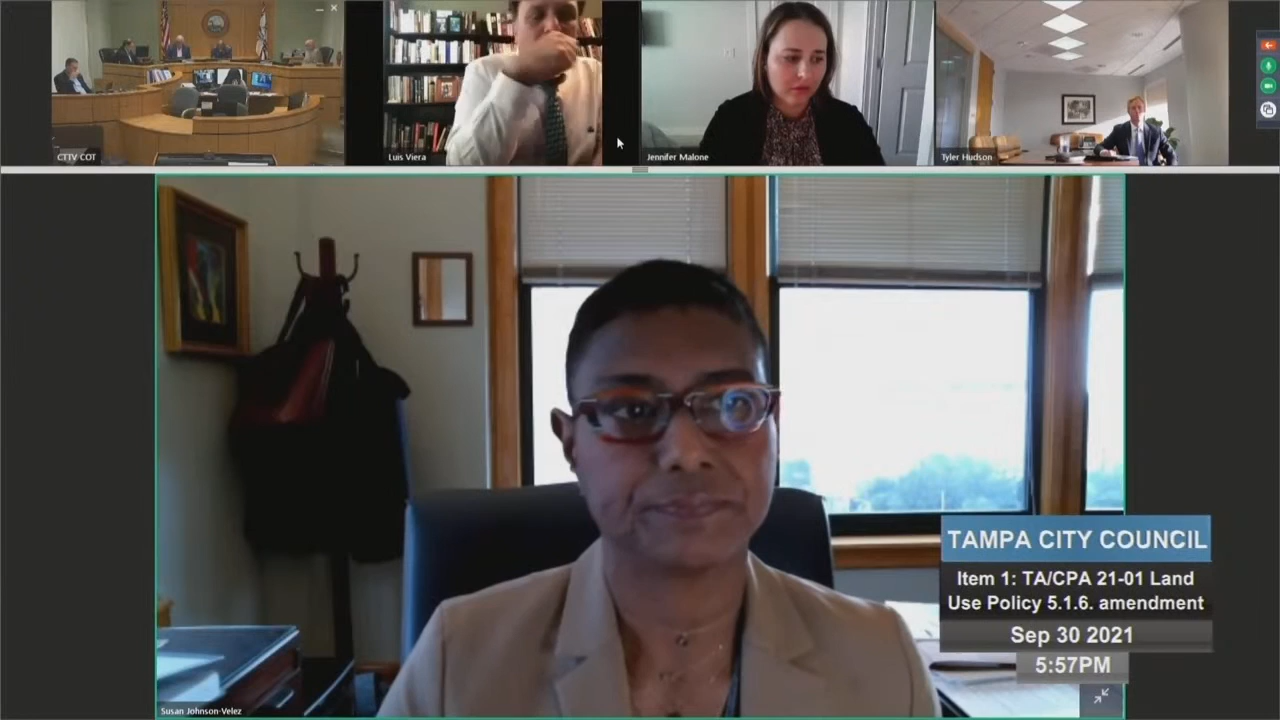 CTTV COT
Luis Viera
Jennifer Malone
Tyler Hudson
Susan Johnson-Velez
TAMPA CITY COUNCIL
Item 1: TA/CPA 21-01 Land
Use Policy 5.1.6. amendment
Sep 30 2021
5:57PM